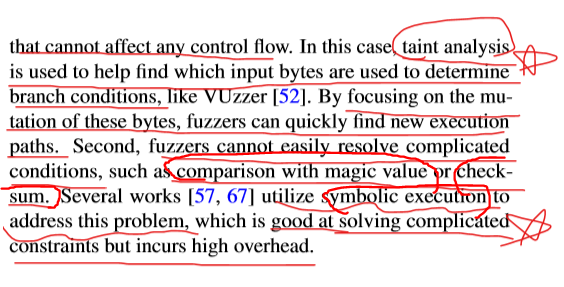 that cannot affect any control flow. In this case, taint analysis
is used to help find which input bytes are used to determine
branch conditions, like VUzzer [52]. By focusing on the mu-
tation of these bytes, fuzzers can quickly find new execution
paths. Second, fuzzers cannot easily resolve complicated
conditions, such as comparison with magic value or check-
sum. Several works [57, 67] utilize symbolic execution to
address this problem, which is good at solving complicated
constraints but incurs high overhead.